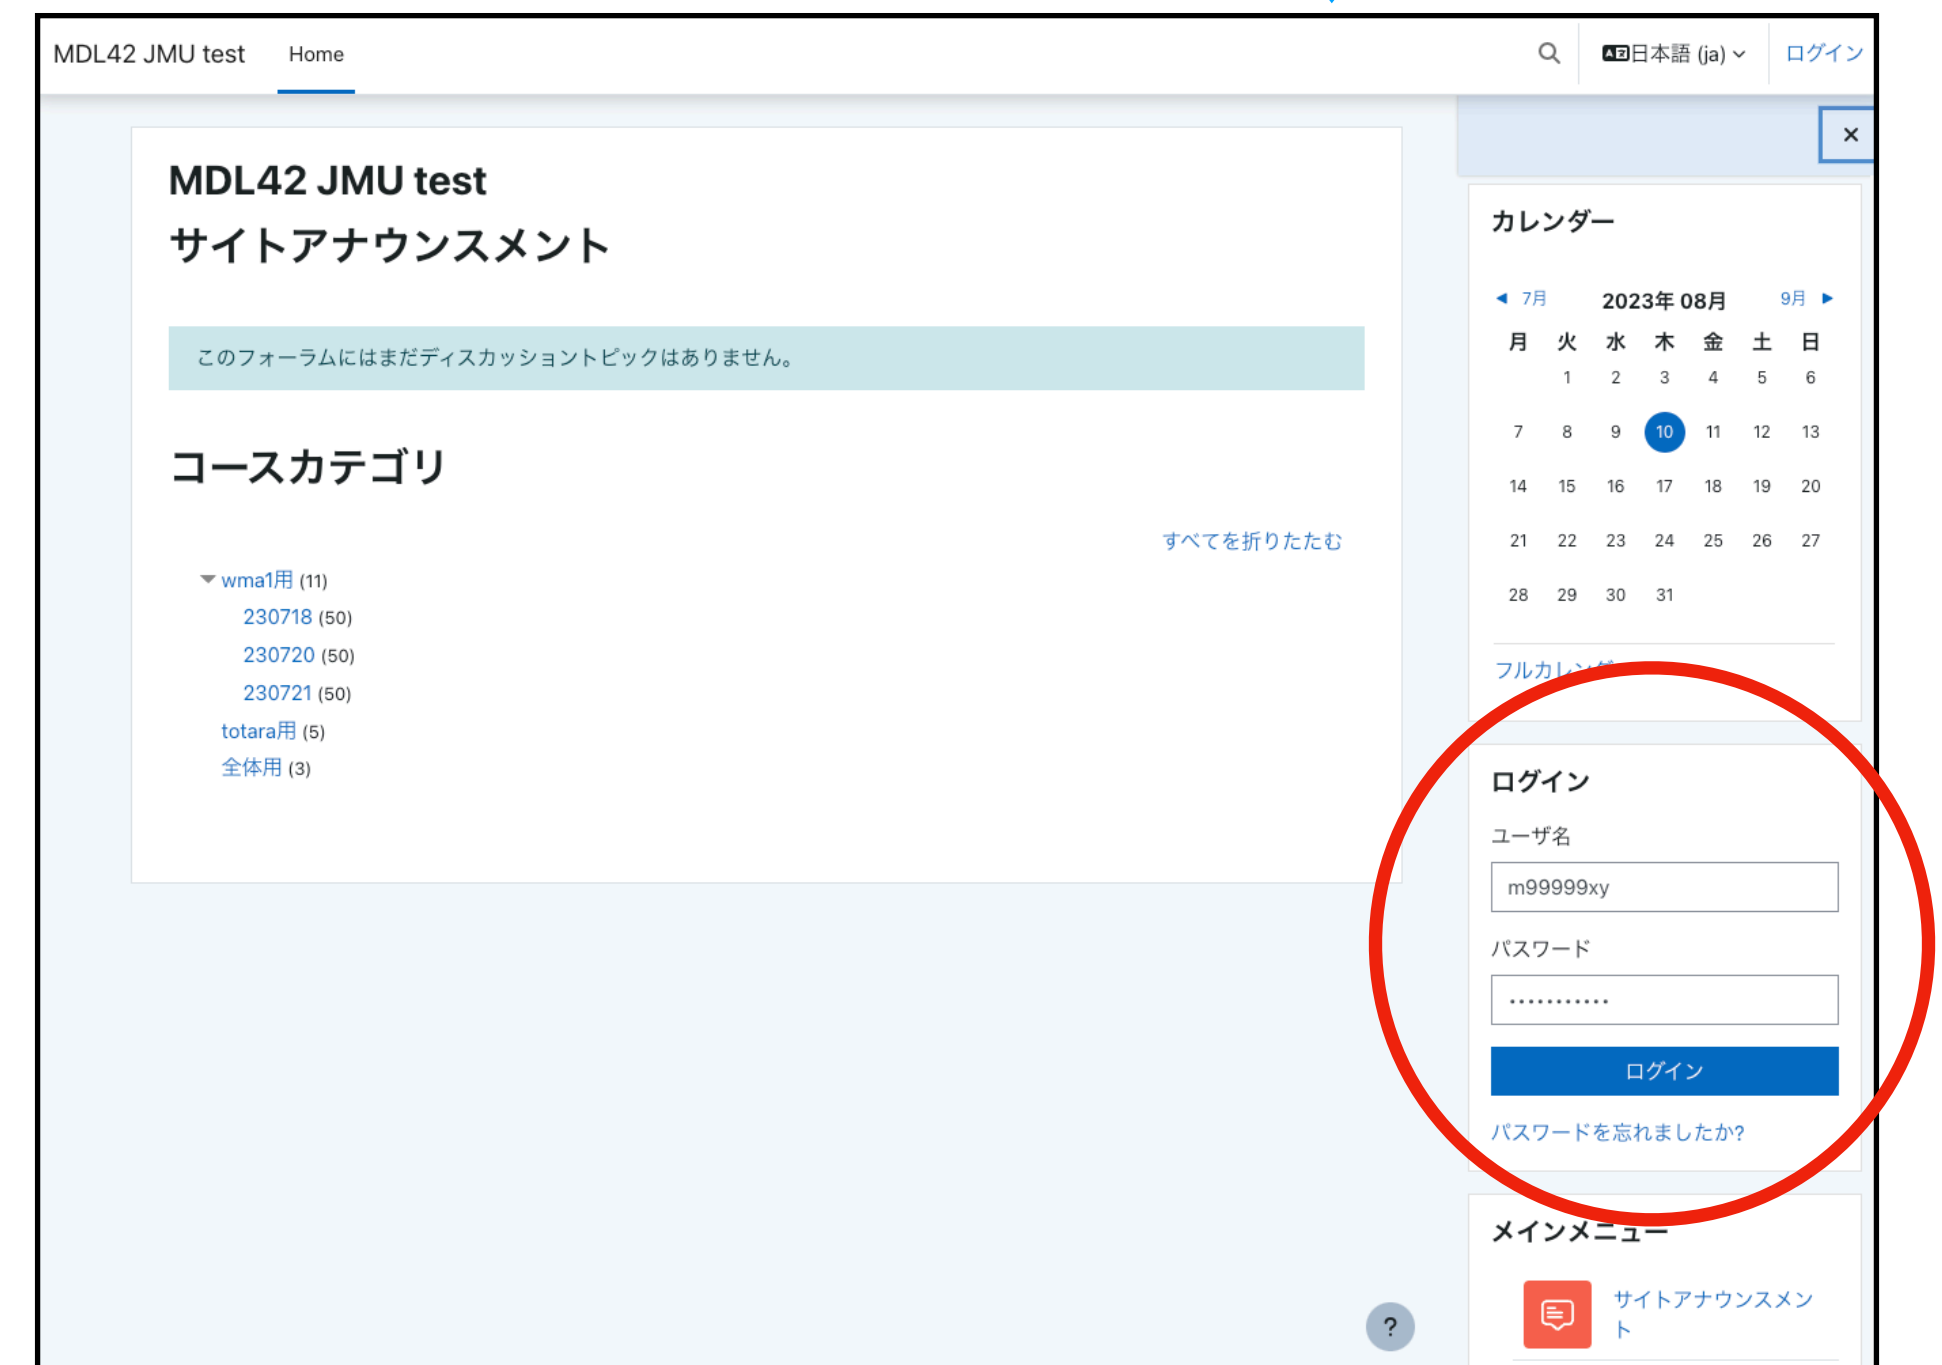 MDL42 JMU test Home 日本語 (ja) ログイン
MDL42 JMU test
サイトアナウンスメント
このフォーラムにはまだディスカッショントピックはありません。
コースカテゴリ
すべてを折りたたむ
wma1用 (11)
230718 (50)
230720 (50)
230721 (50)
totara用 (5)
全体用 (3)
×
カレンダー
◀ 7月 2023年 08月 9月 ▶
月 火 水 木 金 土 日
1 2 3 4 5 6
7 8 9 10 11 12 13
14 15 16 17 18 19 20
21 22 23 24 25 26 27
28 29 30 31
フルカレンダ
ログイン
ユーザ名
m99999xy
パスワード
...........
ログイン
パスワードを忘れましたか?
メインメニュー
サイトアナウンスメン
ト
?